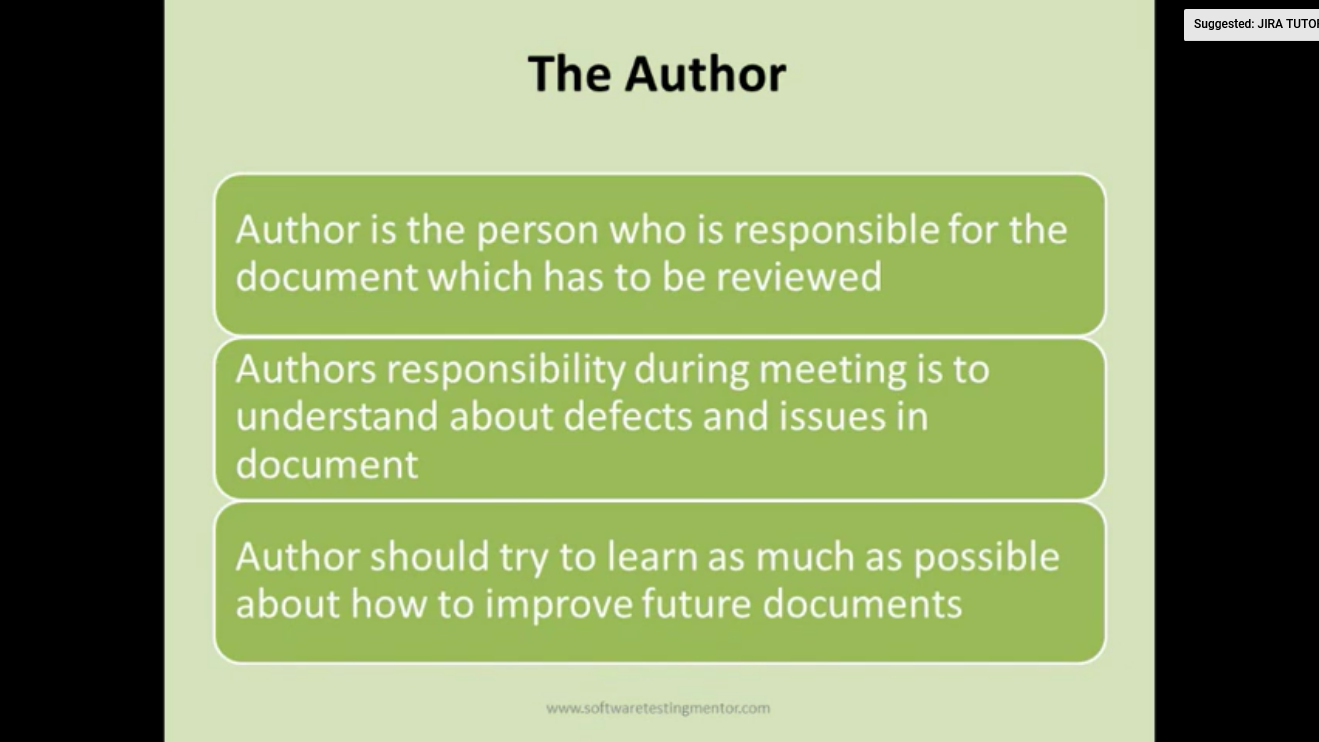 Suggested: JIRA
The Author
Author is the person who is responsible for the
document which has to be reviewed
Authors responsibility during meeting is to
understand about defects and issues in
document
Author should try to learn as much as possible
about how to improve future documents
www.softwaretestingmentor.com